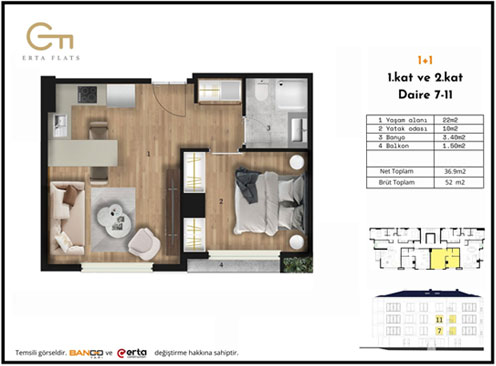 ERTA FLATS
1+1
1.kat ve 2.kat
Daire 7-11
1 Yaşam alanı 22m2
2 Yatak odası 10m2
3 Banyo 3.40m2
4 Balkon 1.50m2
Net Toplam 36.9m2
Brüt Toplam 52 m2
1
2
3
4
11
7
Temsili görseldir. BANCO YAPI ve erta değiştirme hakkına sahiptir.